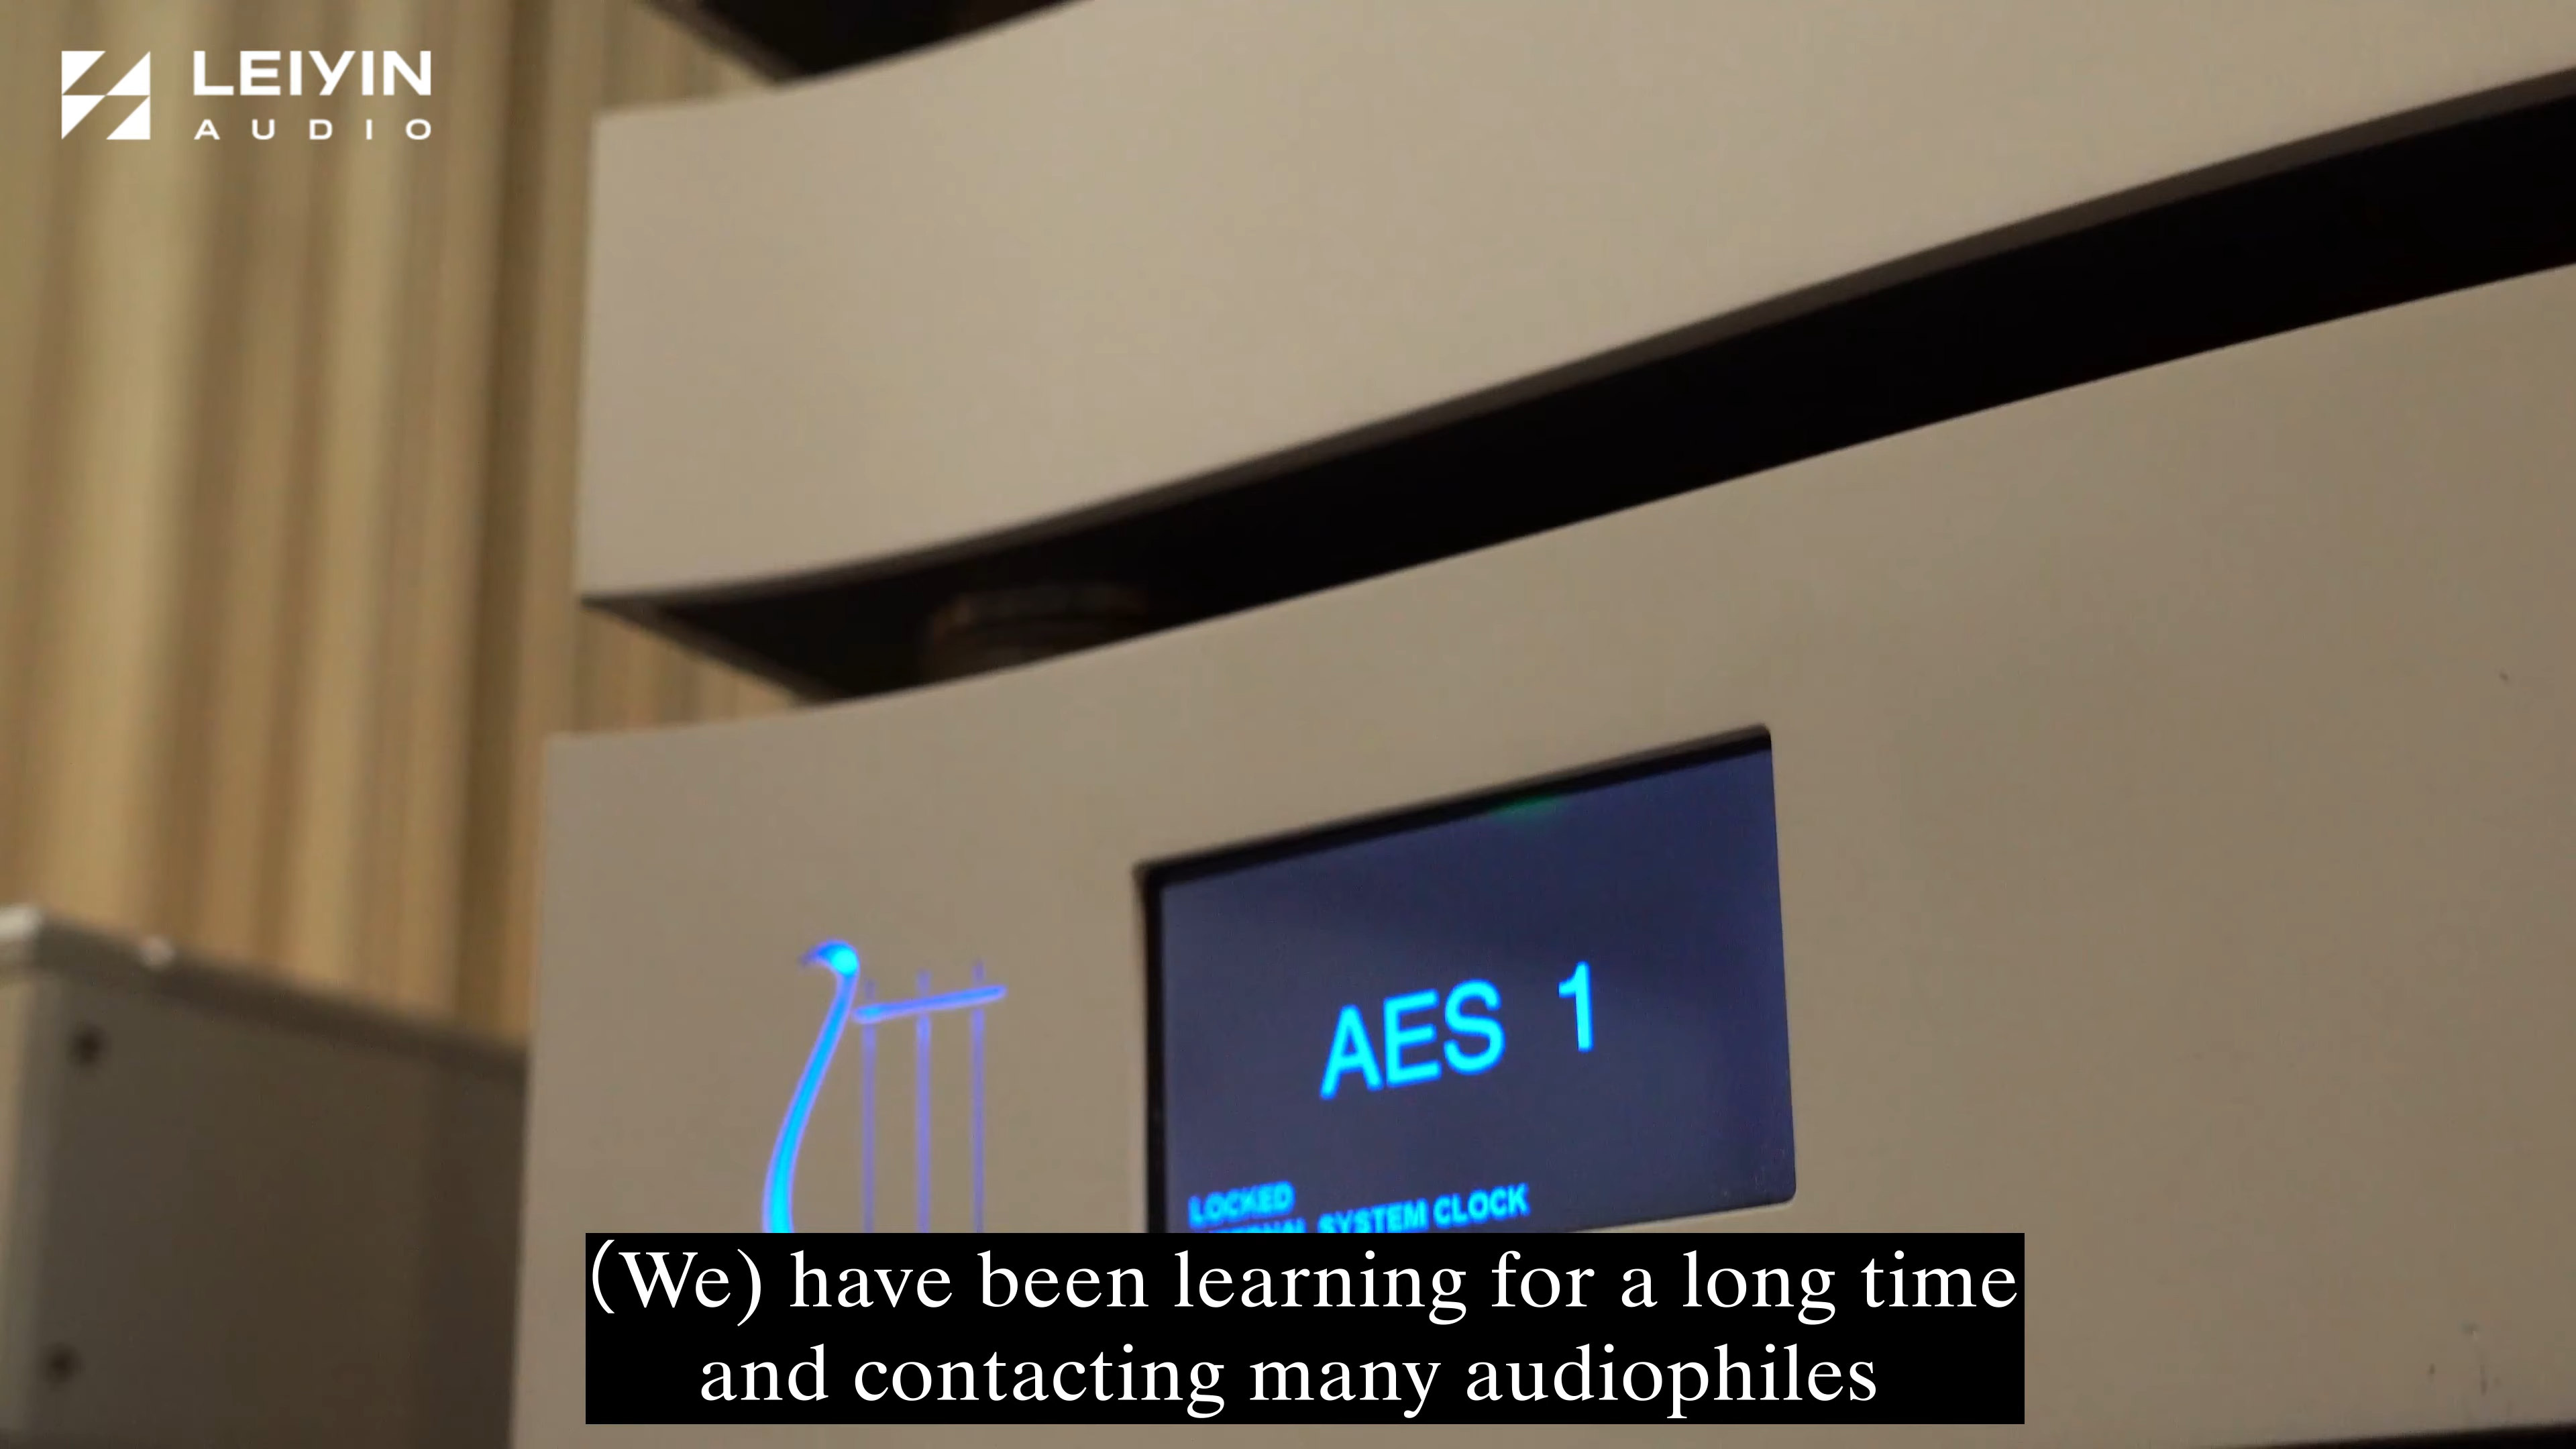 LEIYIN
AUDIO
AES 1
LOCKED
SYSTEM CLOCK
(We) have been learning for a long time
and contacting many audiophiles